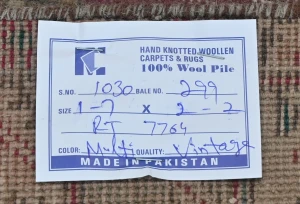 HAND KNOTTED WOOLLEN
CARPETS & RUGS
100% Wool Pile
S.NO. 1030 BALE NO. 299
SIZE 1-7 x 2-2
RT 7764
COLOR: Multi QUALITY: Vintage
MADE IN PAKISTAN